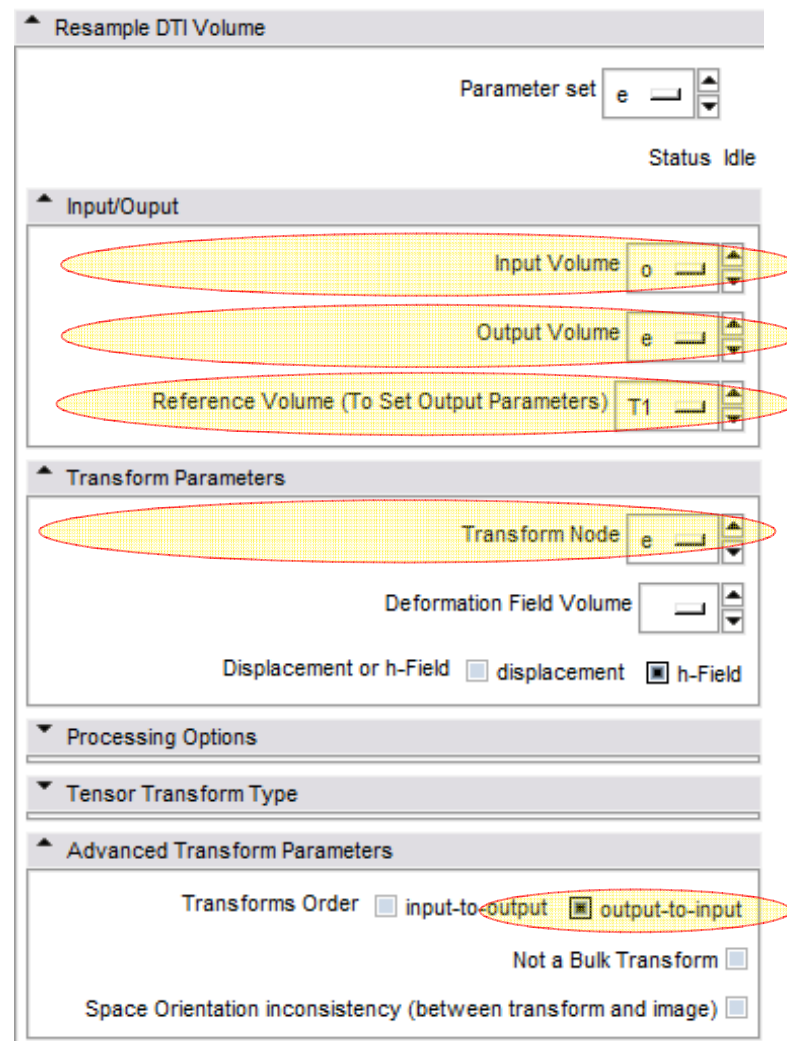 Resample DTI Volume
Parameter set e
Status Idle
Input/Ouput
Input Volume o
Output Volume e
Reference Volume (To Set Output Parameters) T1
Transform Parameters
Transform Node e
Deformation Field Volume
Displacement or h-Field displacement h-Field
Processing Options
Tensor Transform Type
Advanced Transform Parameters
Transforms Order input-to-output output-to-input
Not a Bulk Transform
Space Orientation inconsistency (between transform and image)